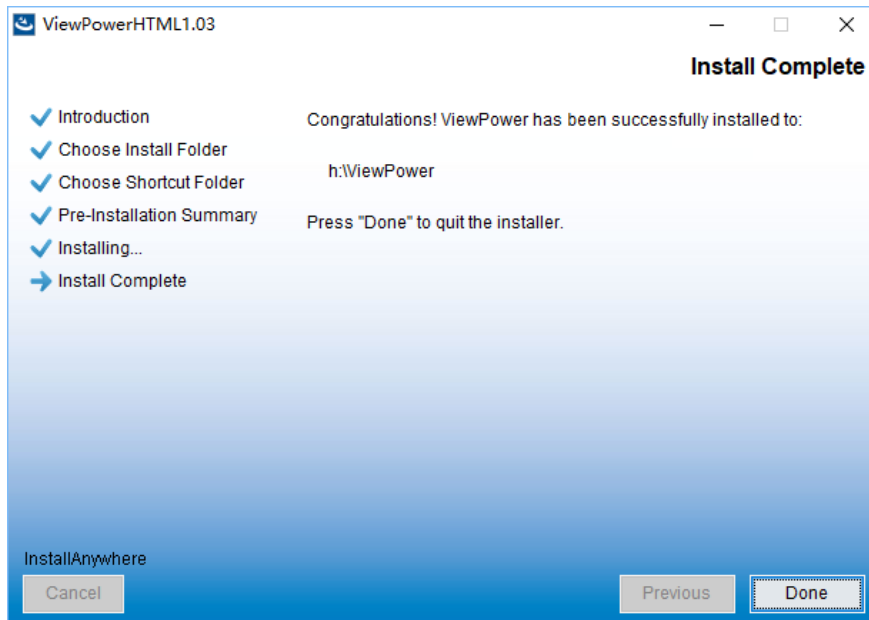 ViewPowerHTML1.03
Install Complete
Introduction
Choose Install Folder
Choose Shortcut Folder
Pre-Installation Summary
Installing...
Install Complete
Congratulations! ViewPower has been successfully installed to:
h:\ViewPower
Press "Done" to quit the installer.
InstallAnywhere
Cancel
Previous
Done